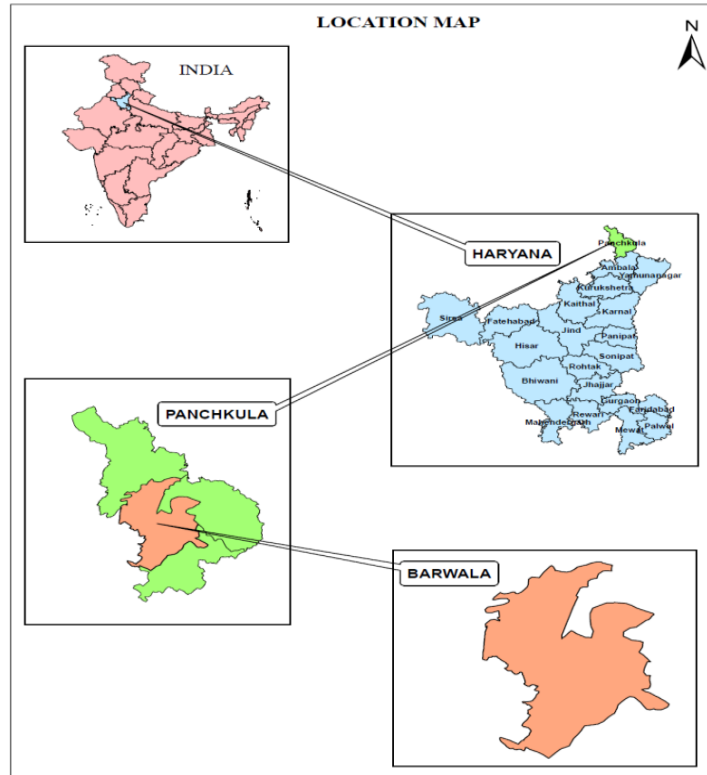 LOCATION MAP
N
INDIA
HARYANA
Panchkula
Ambala
Yamunanagar
Kurukshetra
Kaithal
Karnal
Sirsa
Fatehabad
Jind
Panipat
Hisar
Sonipat
Rohtak
Bhiwani
Jhajjar
Gurgaon
Faridabad
Rewari
Mahendergarh
Mewat
Palwal
PANCHKULA
BARWALA